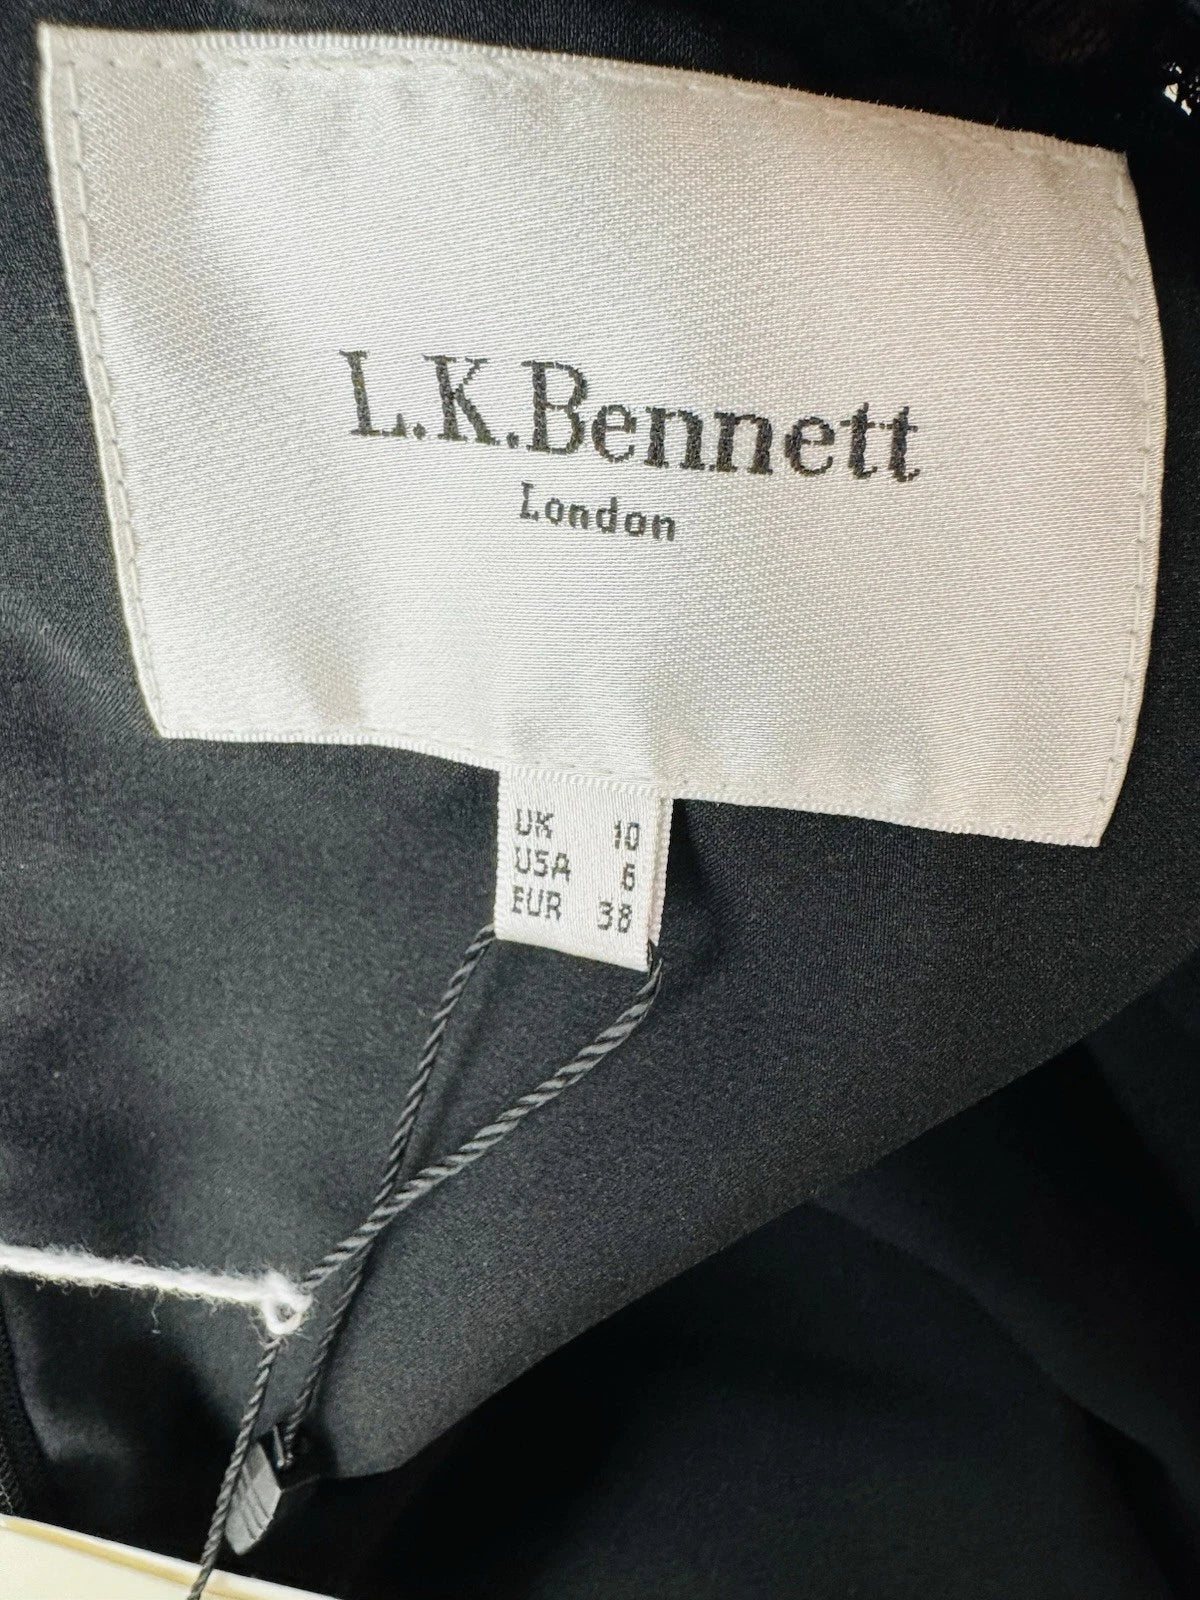 L.K.Bennett
London
UK 10
USA 6
EUR 38